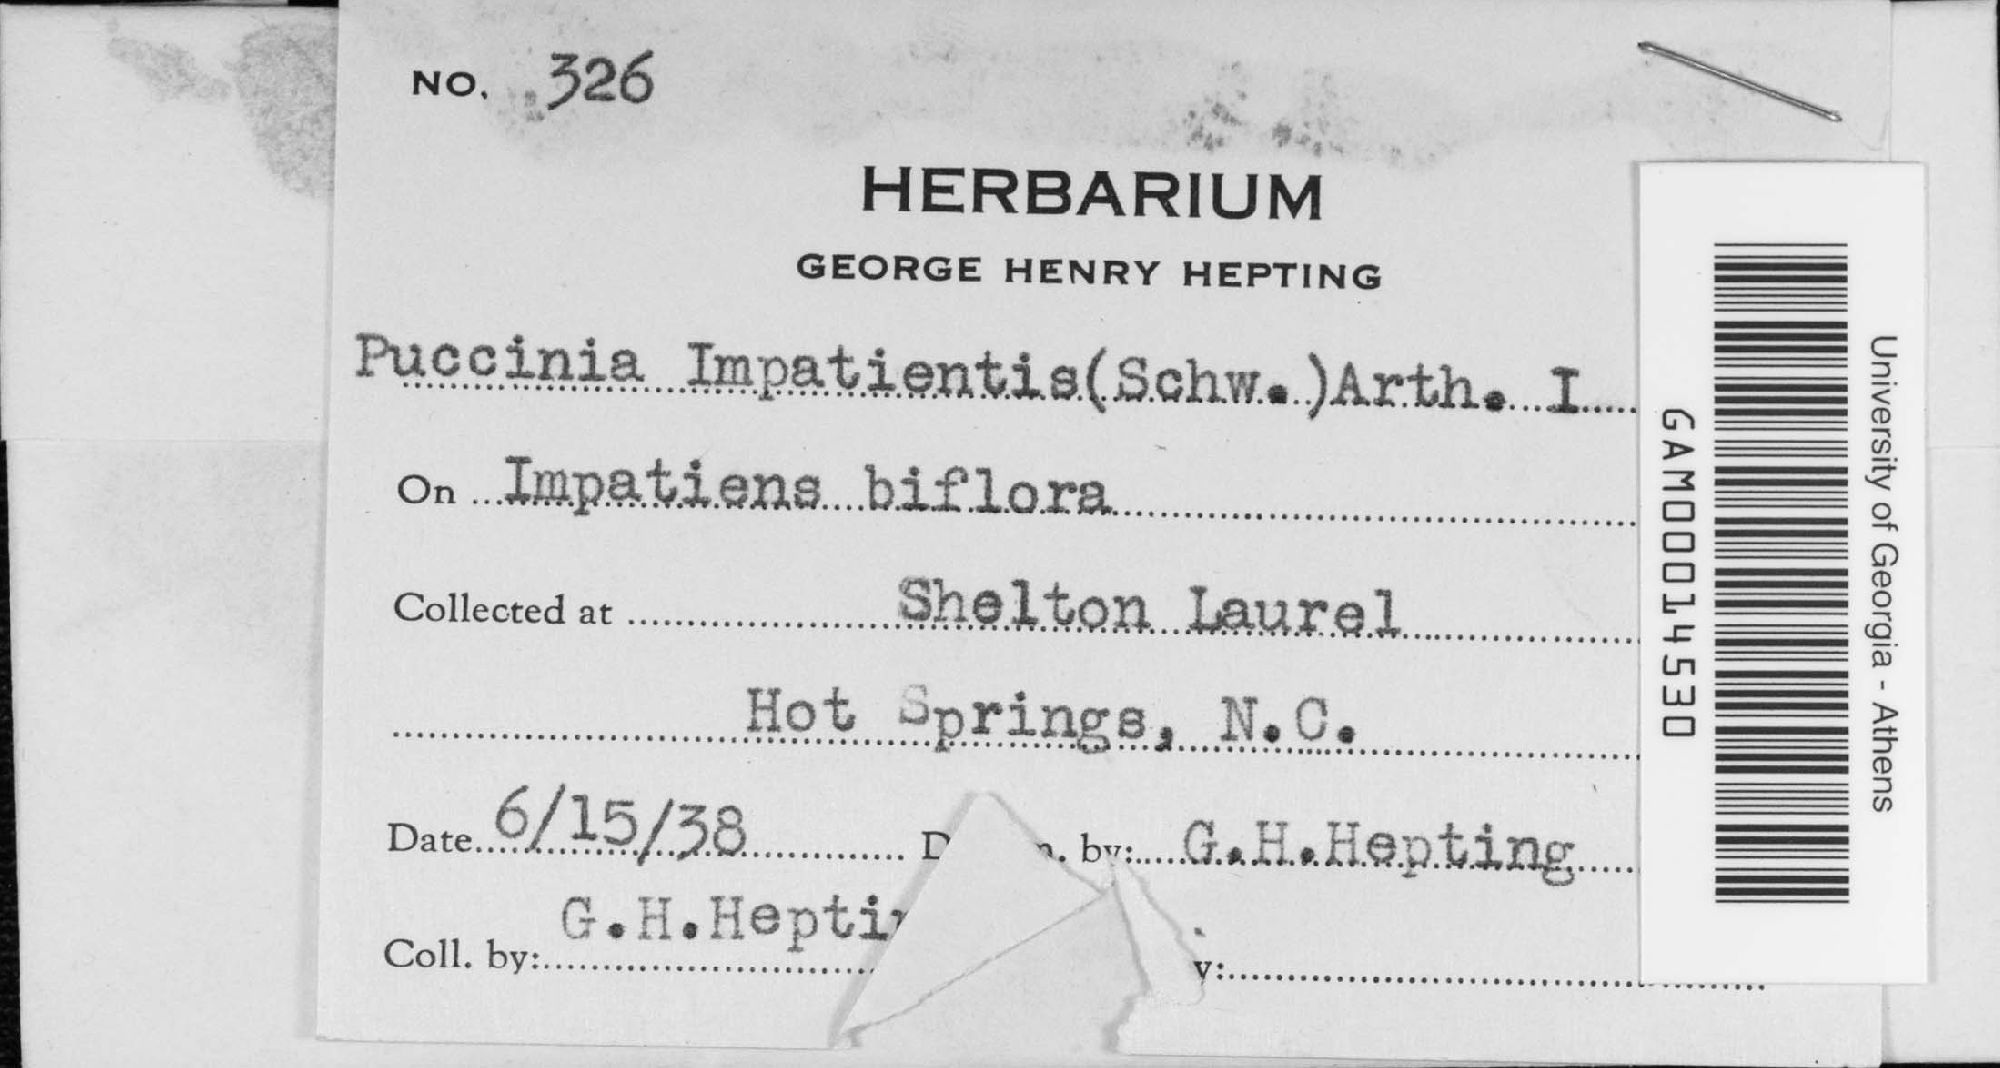 NO. 326
HERBARIUM
GEORGE HENRY HEPTING
Puccinia Impatientis(Schw.)Arth. I
On Impatiens biflora
Collected at Shelton Laurel
Hot Springs, N.C.
Date 6/15/38 by: G.H.Hepting
Coll. by: G.H.Hepti
GAM00014530
University of Georgia - Athens